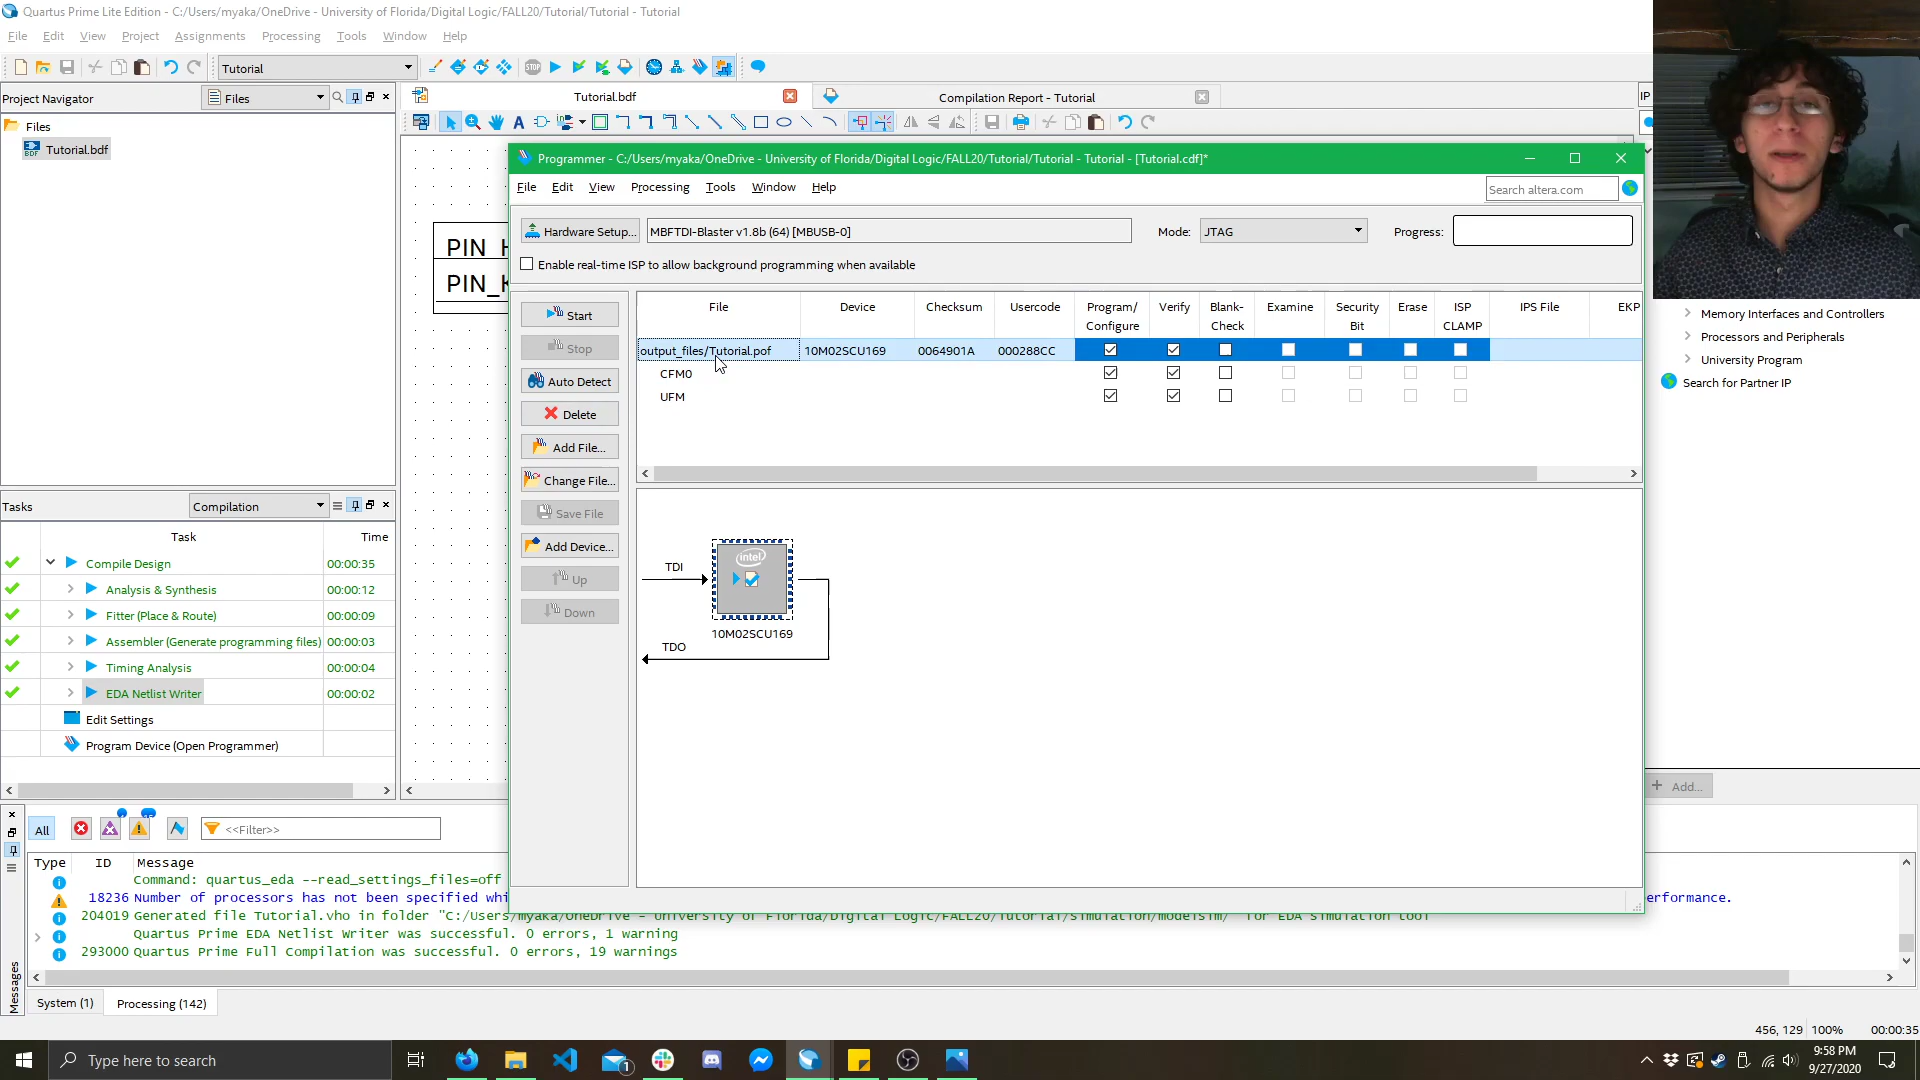 Quartus Prime Lite Edition - C:/Users/myaka/OneDrive - University of Florida/Digital Logic/FALL20/Tutorial/Tutorial - Tutorial
File Edit View Project Assignments Processing Tools Window Help
Tutorial
Project Navigator Files
Tutorial.bdf
Compilation Report - Tutorial
IP
Files
Tutorial.bdf
PIN_
PIN_
Programmer - C:/Users/myaka/OneDrive - University of Florida/Digital Logic/FALL20/Tutorial/Tutorial - Tutorial - [Tutorial.cdf]*
File Edit View Processing Tools Window Help
Search altera.com
Hardware Setup... MBFTDI-Blaster v1.8b (64) [MBUSB-0] Mode: JTAG Progress:
Enable real-time ISP to allow background programming when available
Start
Stop
Auto Detect
Delete
Add File...
Change File...
Save File
Add Device...
Up
Down
File Device Checksum Usercode Program/ Configure Verify Blank- Check Examine Security Bit Erase ISP CLAMP IPS File EKP
output_files/Tutorial.pof 10M02SCU169 0064901A 000288CC
CFM0
UFM
TDI
intel
10M02SCU169
TDO
Memory Interfaces and Controllers
Processors and Peripherals
University Program
Search for Partner IP
Add...
Tasks Compilation
Task Time
Compile Design 00:00:35
Analysis & Synthesis 00:00:12
Fitter (Place & Route) 00:00:09
Assembler (Generate programming files) 00:00:03
Timing Analysis 00:00:04
EDA Netlist Writer 00:00:02
Edit Settings
Program Device (Open Programmer)
All <<Filter>>
Type ID Message
Command: quartus_eda --read_settings_files=off
18236 Number of processors has not been specified erformance.
204019 Generated file Tutorial.vho in folder "C:/Users/myaka/OneDrive - University of Florida/Digital Logic/FALL20/Tutorial/simulation/modelsim/" for EDA simulation tool
Quartus Prime EDA Netlist Writer was successful. 0 errors, 1 warning
293000 Quartus Prime Full Compilation was successful. 0 errors, 19 warnings
Messages
System (1) Processing (142)
456, 129 100% 00:00:35
Type here to search
1
9:58 PM
9/27/2020